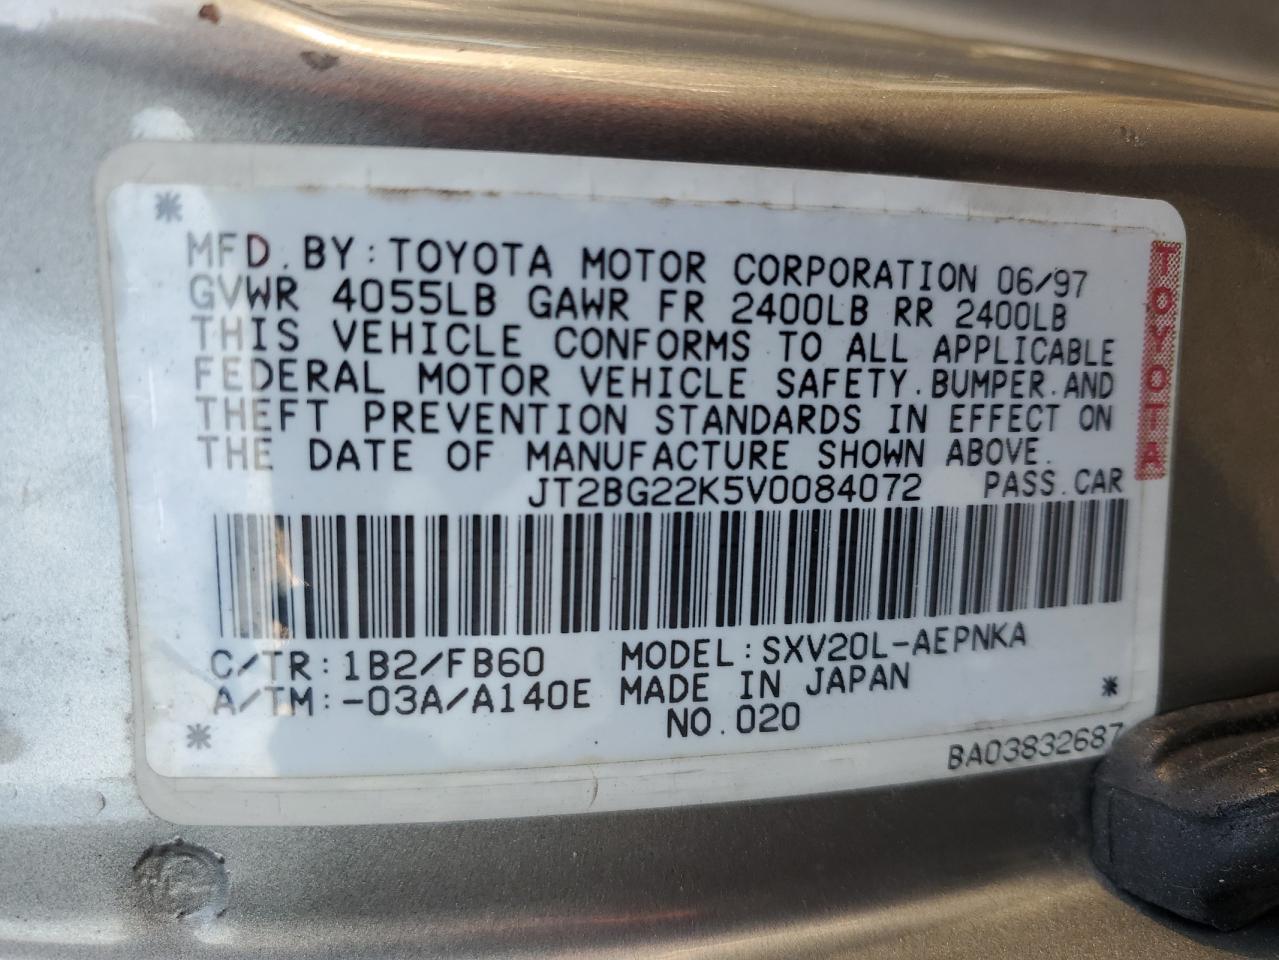 MFD. BY: TOYOTA MOTOR CORPORATION 06/97
GVWR 4055LB GAWR FR 2400LB RR 2400LB
THIS VEHICLE CONFORMS TO ALL APPLICABLE
FEDERAL MOTOR VEHICLE SAFETY. BUMPER. AND
THEFT PREVENTION STANDARDS IN EFFECT ON
THE DATE OF MANUFACTURE SHOWN ABOVE.
JT2BG22K5V0084072 PASS. CAR
C/TR: 1B2/FB60 MODEL: SXV20L-AEPNKA
A/TM: -03A/A140E MADE IN JAPAN
NO. 020
BA03832687
TOYOTA